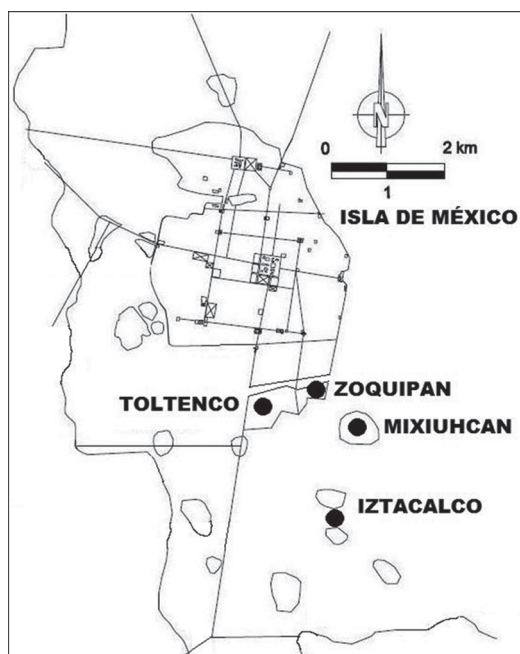 N
0 2 km
1
ISLA DE MÉXICO
ZOQUIPAN
TOLTENCO
MIXIUHCAN
IZTACALCO